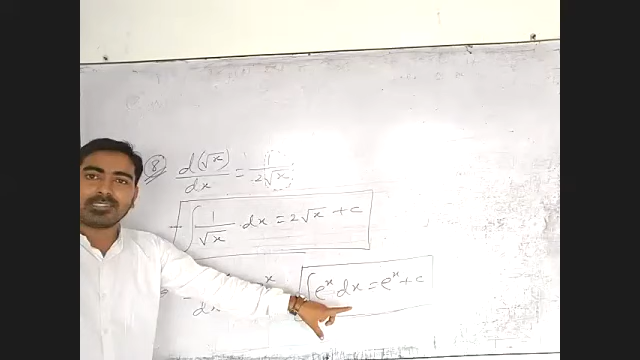 ⑧ d(√x)/dx = 1/2√x
∫ 1/√x · dx = 2√x + c
∫ eˣ dx = eˣ + c